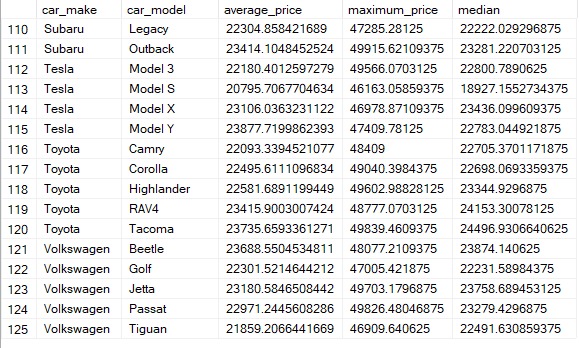 car_make car_model average_price maximum_price median
110 Subaru Legacy 22304.858421689 47285.28125 22222.029296875
111 Subaru Outback 23414.1048452524 49915.62109375 23281.220703125
112 Tesla Model 3 22180.4012597279 49566.0703125 22800.7890625
113 Tesla Model S 20795.7067704634 46163.05859375 18927.1552734375
114 Tesla Model X 23106.0363231122 46978.87109375 23436.099609375
115 Tesla Model Y 23877.7199862393 47409.78125 22783.044921875
116 Toyota Camry 22093.3394521077 48409 22705.3701171875
117 Toyota Corolla 22495.6111096834 49040.3984375 22698.0693359375
118 Toyota Highlander 22581.6891199449 49602.98828125 23344.9296875
119 Toyota RAV4 23415.9003007424 48777.0703125 24153.30078125
120 Toyota Tacoma 23735.6593361271 49839.4609375 24496.9306640625
121 Volkswagen Beetle 23688.5504534811 48077.2109375 23874.140625
122 Volkswagen Golf 22301.5214644212 47005.421875 22231.58984375
123 Volkswagen Jetta 23180.5846508442 49703.1796875 23758.689453125
124 Volkswagen Passat 22971.2445608286 49826.48046875 23279.4296875
125 Volkswagen Tiguan 21859.2066441669 46909.640625 22491.630859375